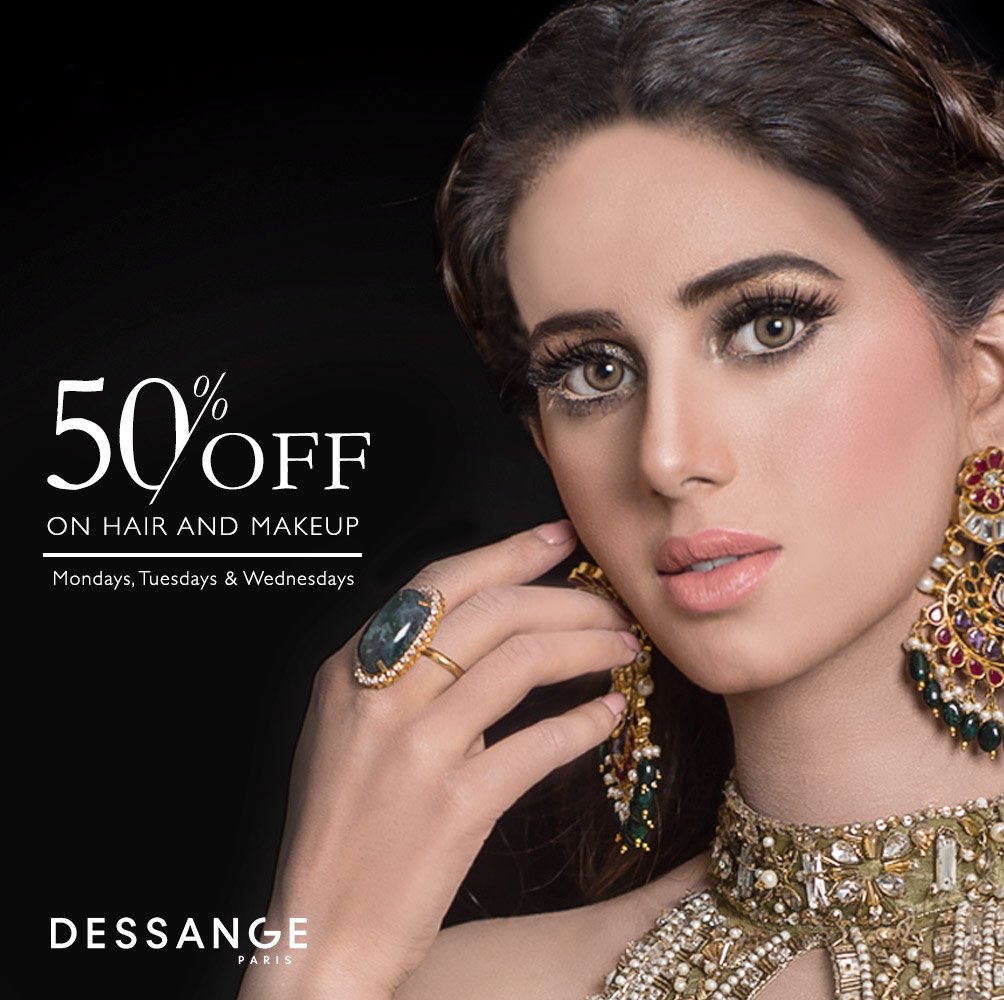 50% OFF
ON HAIR AND MAKEUP
Mondays, Tuesdays & Wednesdays
DESSANGE
PARIS